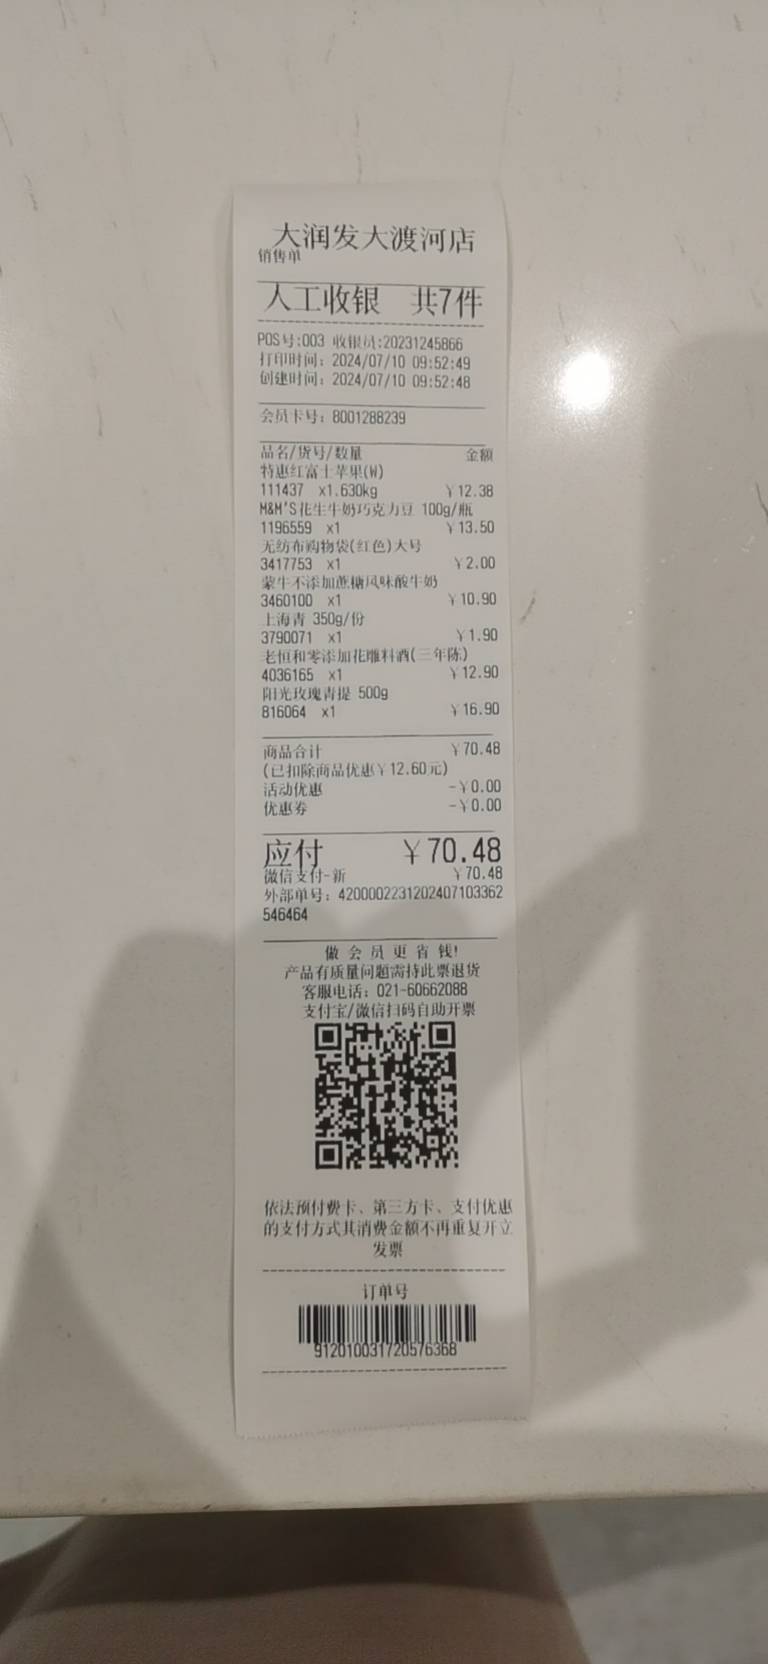 大润发大渡河店
销售单
人工收银 共7件
POS号:003 收银员:20231245866
打印时间：2024/07/10 09:52:49
创建时间：2024/07/10 09:52:48
会员卡号：8001288239
品名/货号/数量 金额
特惠红富士苹果(W)
111437 x1.630kg ￥12.38
M&M'S花生牛奶巧克力豆 100g/瓶
1196559 x1 ￥13.50
无纺布购物袋(红色)大号
3417753 x1 ￥2.00
蒙牛不添加蔗糖风味酸牛奶
3460100 x1 ￥10.90
上海青 350g/份
3790071 x1 ￥1.90
老恒和零添加花雕料酒(三年陈)
4036165 x1 ￥12.90
阳光玫瑰青提 500g
816064 x1 ￥16.90
商品合计 ￥70.48
(已扣除商品优惠￥12.60元)
活动优惠 -￥0.00
优惠券 -￥0.00
应付 ￥70.48
微信支付-新 ￥70.48
外部单号：4200002231202407103362
546464
做会员更省钱!
产品有质量问题需持此票退货
客服电话：021-60662088
支付宝/微信扫码自助开票
依法预付费卡、第三方卡、支付优惠
的支付方式其消费金额不再重复开立
发票
订单号
912010031720576368